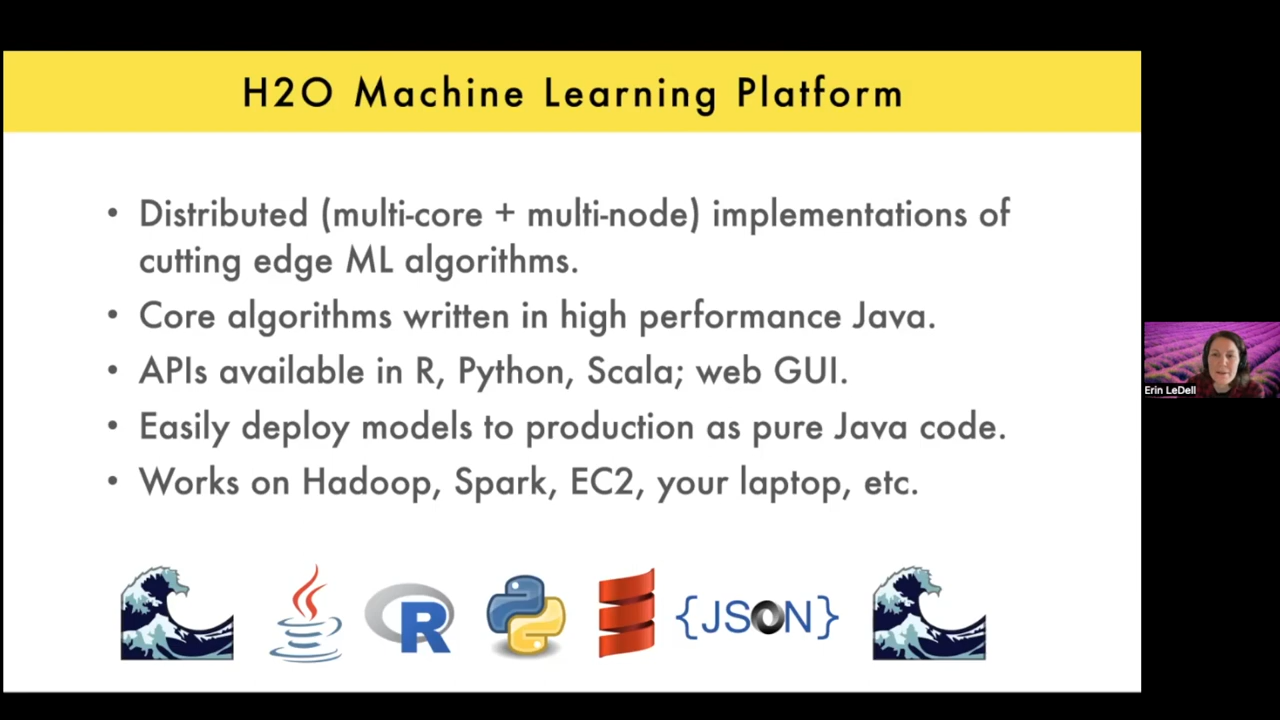 H2O Machine Learning Platform
• Distributed (multi-core + multi-node) implementations of
cutting edge ML algorithms.
• Core algorithms written in high performance Java.
• APIs available in R, Python, Scala; web GUI.
• Easily deploy models to production as pure Java code.
• Works on Hadoop, Spark, EC2, your laptop, etc.
R
{JSON}
Erin LeDell